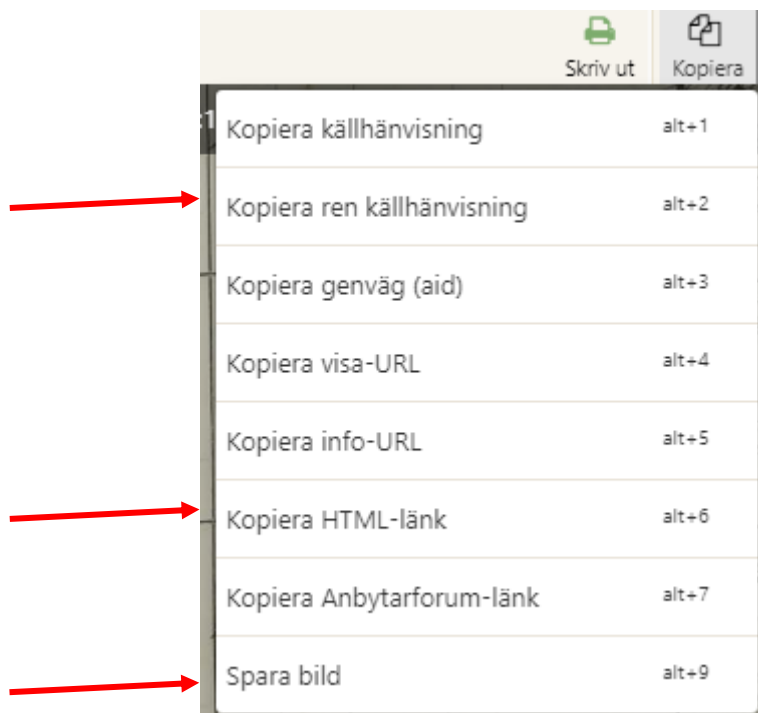 Skriv ut Kopiera
:1
Kopiera källhänvisning alt+1
Kopiera ren källhänvisning alt+2
Kopiera genväg (aid) alt+3
Kopiera visa-URL alt+4
Kopiera info-URL alt+5
Kopiera HTML-länk alt+6
Kopiera Anbytarforum-länk alt+7
Spara bild alt+9